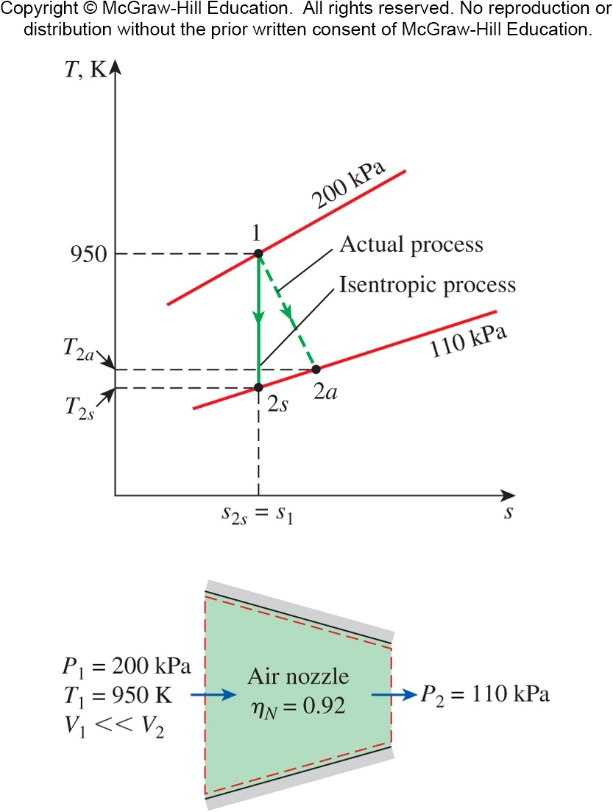 Copyright © McGraw-Hill Education. All rights reserved. No reproduction or
distribution without the prior written consent of McGraw-Hill Education.
T, K
200 kPa
1
950
Actual process
Isentropic process
110 kPa
T2a
T2s
2s
2a
s2s = s1
s
P1 = 200 kPa
T1 = 950 K
V1 << V2
Air nozzle
ηN = 0.92
P2 = 110 kPa